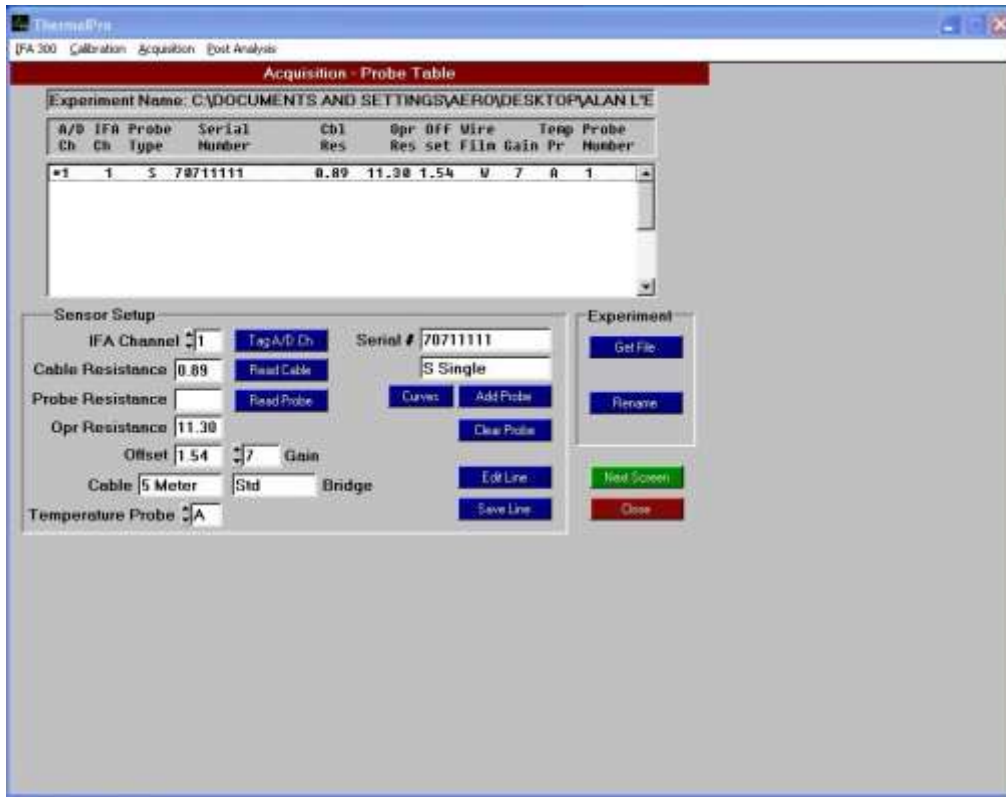 ThermalPro
IFA 300 Calibration Acquisition Post Analysis
Acquisition - Probe Table
Experiment Name: C:\DOCUMENTS AND SETTINGS\AERO\DESKTOP\ALAN L"E
A/D IFA Probe Serial Cbl Opr Off Wire Temp Probe
Ch Ch Type Number Res Res set Film Gain Pr Number
*1 1 S 70711111 0.89 11.30 1.54 W 7 A 1
Sensor Setup
Experiment
IFA Channel 1 Tag A/D Ch Serial # 70711111
Get File
Cable Resistance 0.89 Read Cable S Single
Probe Resistance Read Probe Curves Add Probe
Rename
Opr Resistance 11.30 Clear Probe
Offset 1.54 7 Gain
Cable 5 Meter Std Bridge Edit Line
Next Screen
Temperature Probe A Save Line
Close